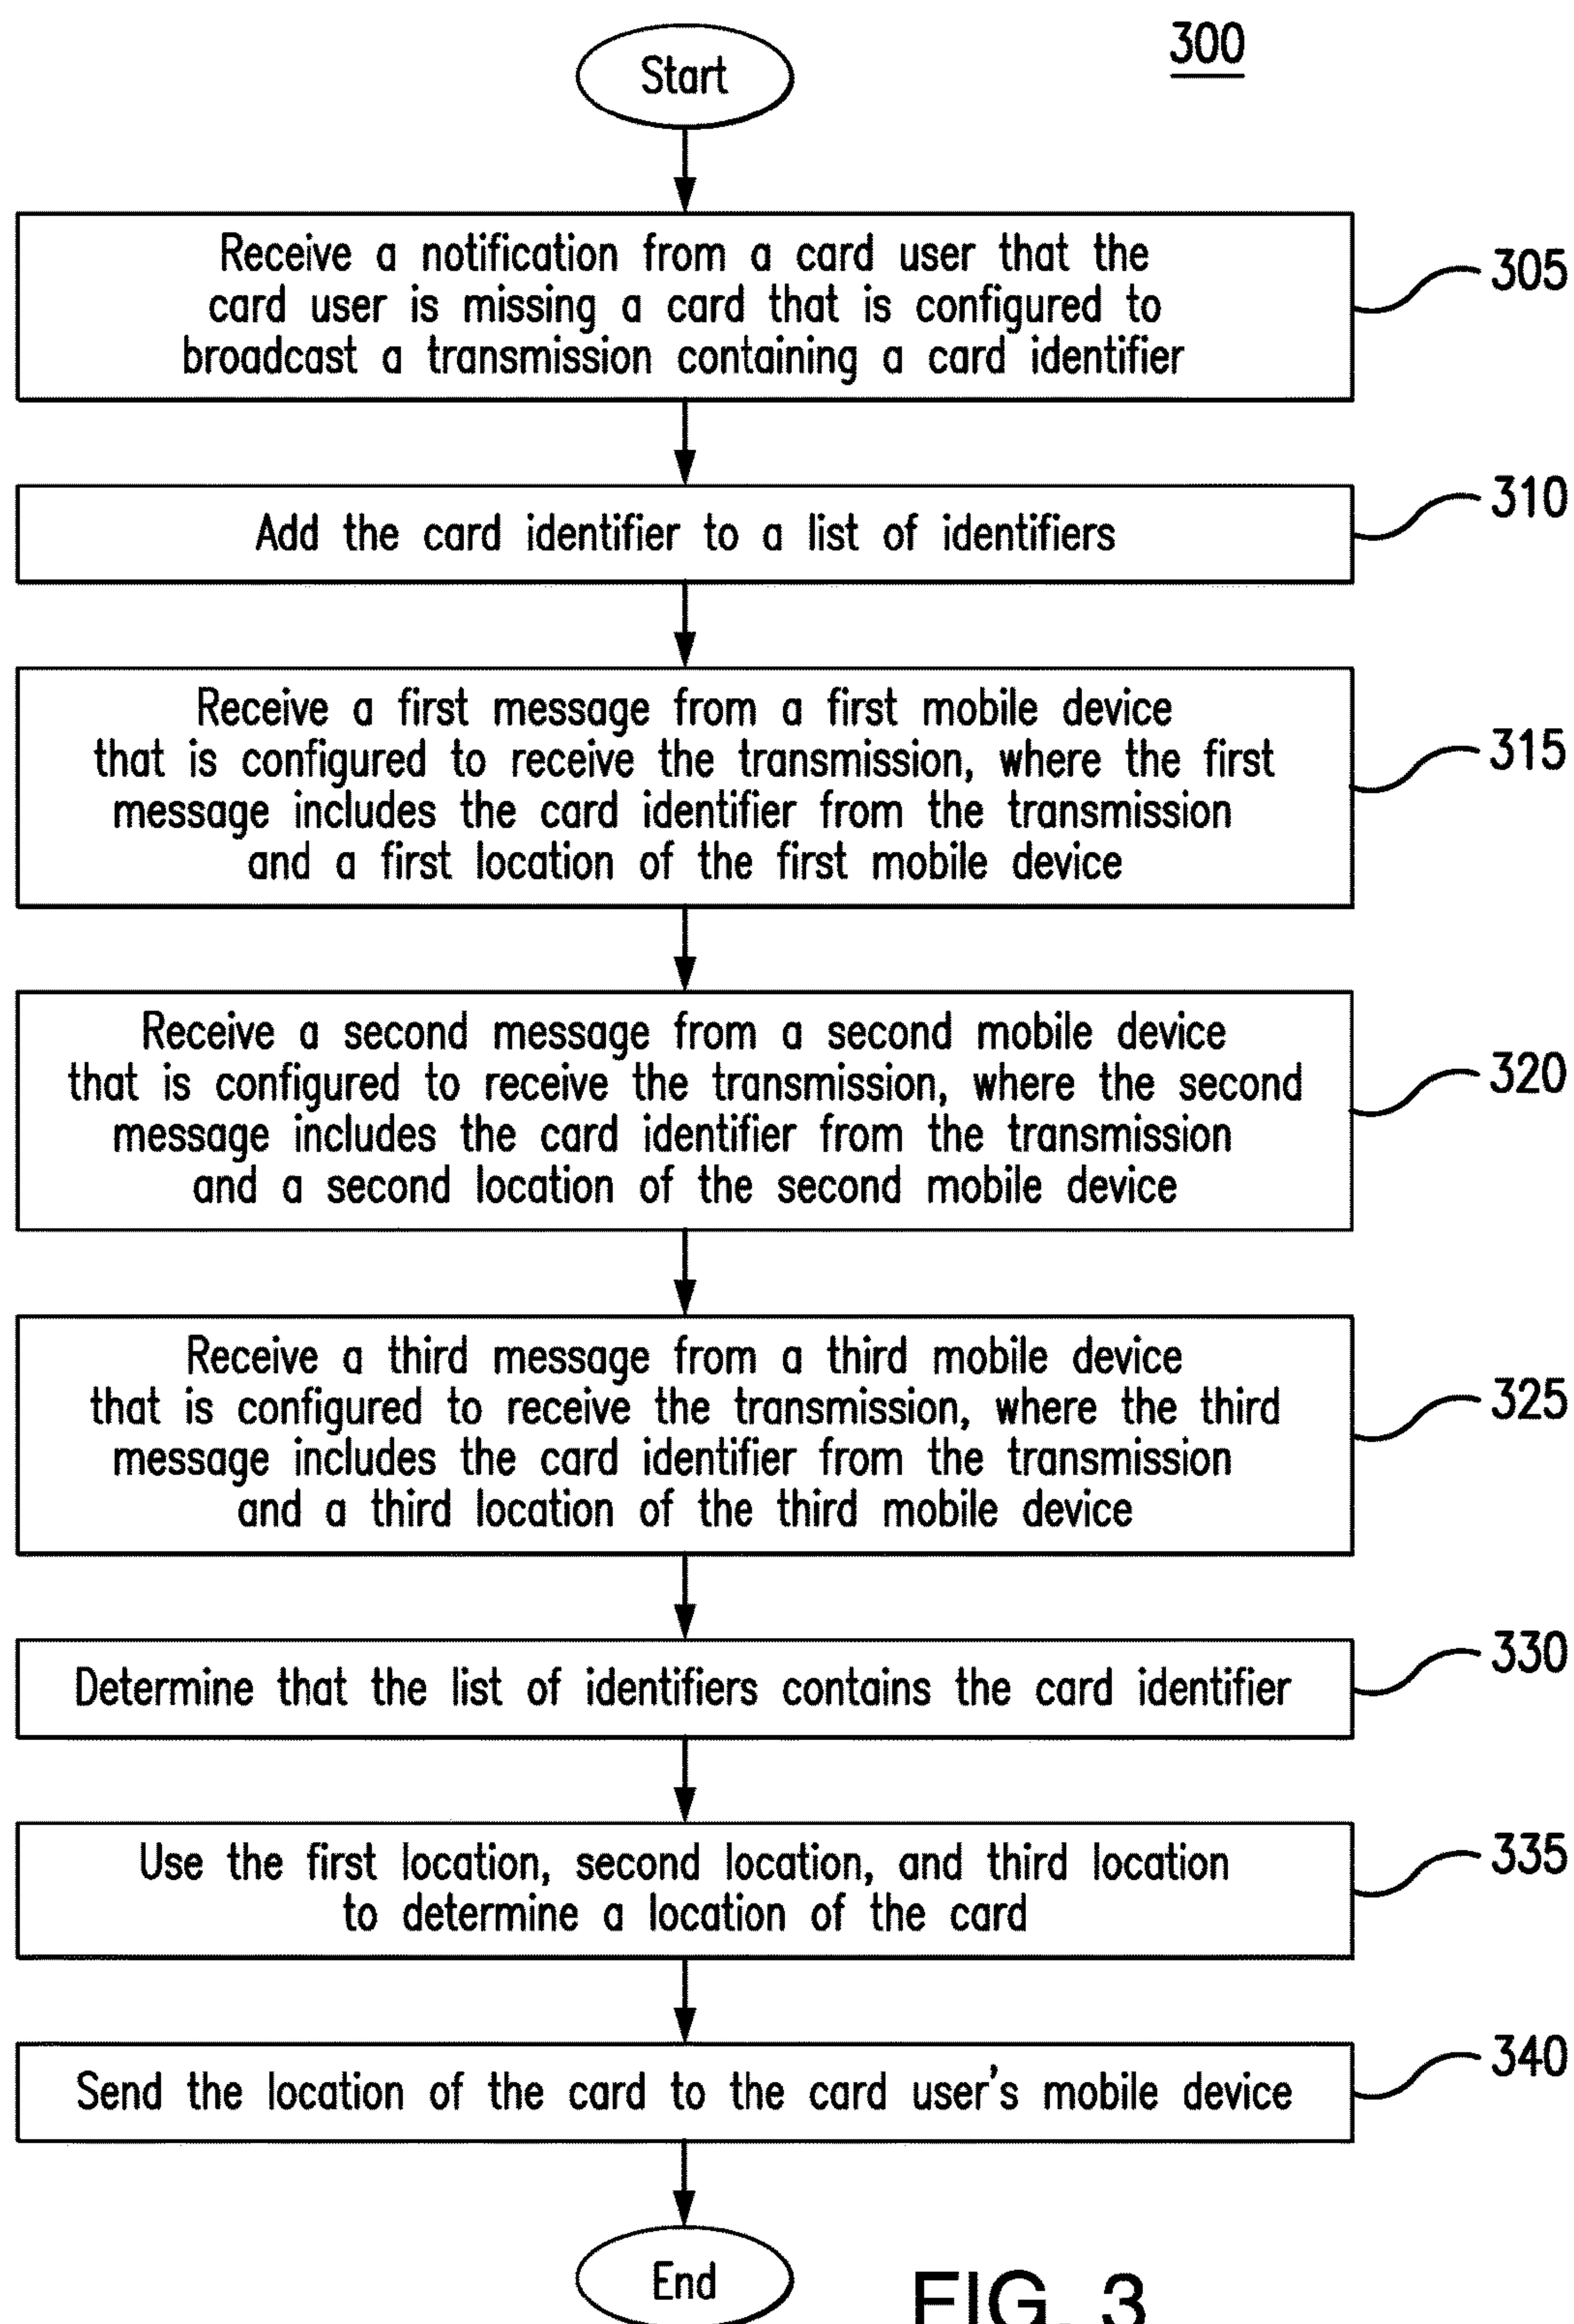 300
Start
Receive a notification from a card user that the
card user is missing a card that is configured to
broadcast a transmission containing a card identifier
305
Add the card identifier to a list of identifiers
310
Receive a first message from a first mobile device
that is configured to receive the transmission, where the first
message includes the card identifier from the transmission
and a first location of the first mobile device
315
Receive a second message from a second mobile device
that is configured to receive the transmission, where the second
message includes the card identifier from the transmission
and a second location of the second mobile device
320
Receive a third message from a third mobile device
that is configured to receive the transmission, where the third
message includes the card identifier from the transmission
and a third location of the third mobile device
325
Determine that the list of identifiers contains the card identifier
330
Use the first location, second location, and third location
to determine a location of the card
335
Send the location of the card to the card user's mobile device
340
End
FIG. 3